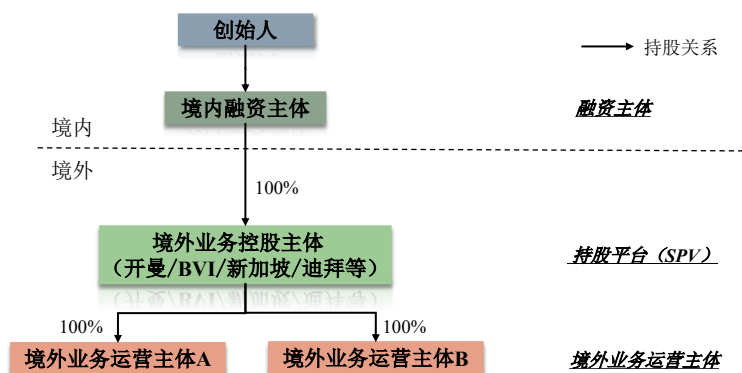 创始人
持股关系
境内融资主体
融资主体
境内
境外
100%
境外业务控股主体
（开曼/BVI/新加坡/迪拜等）
持股平台（SPV）
100%
100%
境外业务运营主体A
境外业务运营主体B
境外业务运营主体